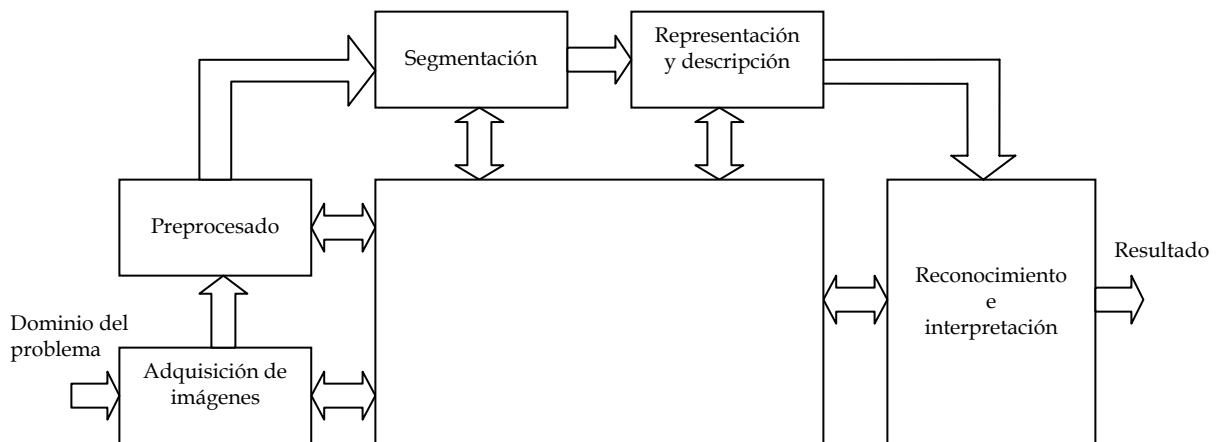 Segmentación
Representación
y descripción
Preprocesado
Resultado
Reconocimiento
e
interpretación
Dominio del
problema
Adquisición de
imágenes